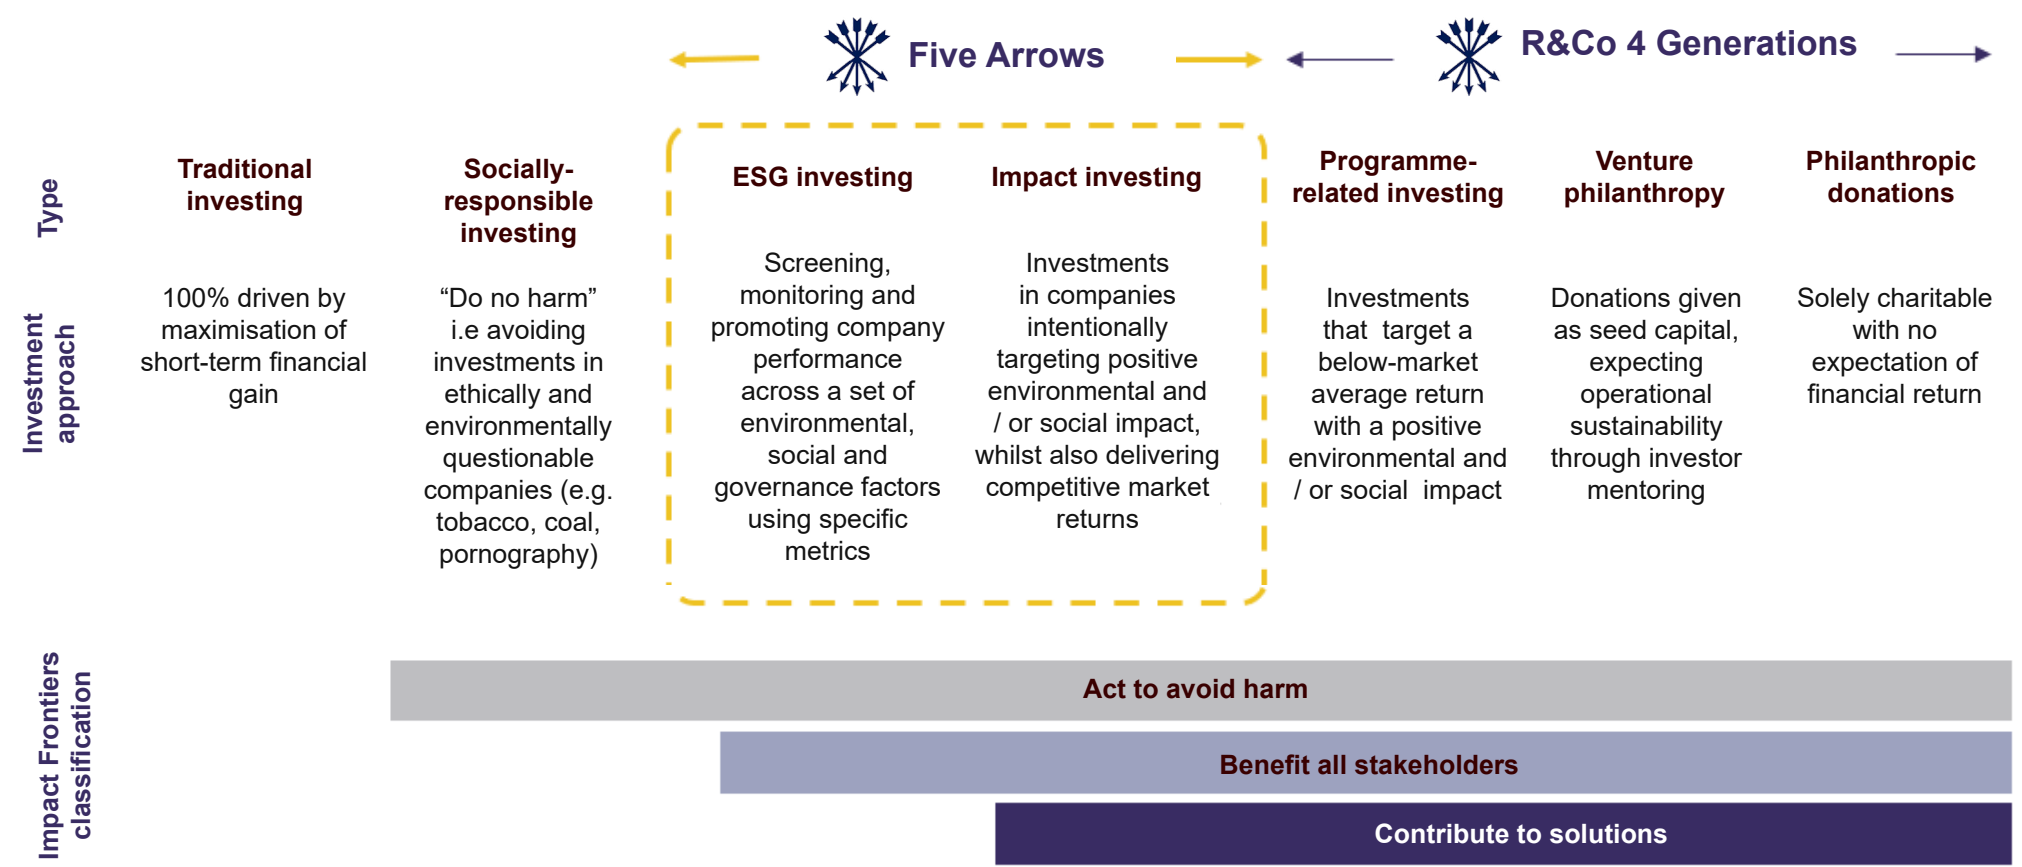 Five Arrows
R&Co 4 Generations
Type
Traditional
investing
Socially-
responsible
investing
ESG investing
Impact investing
Programme-
related investing
Venture
philanthropy
Philanthropic
donations
Investment
approach
100% driven by
maximisation of
short-term financial
gain
“Do no harm”
i.e avoiding
investments in
ethically and
environmentally
questionable
companies (e.g.
tobacco, coal,
pornography)
Screening,
monitoring and
promoting company
performance
across a set of
environmental,
social and
governance factors
using specific
metrics
Investments
in companies
intentionally
targeting positive
environmental and
/ or social impact,
whilst also delivering
competitive market
returns
Investments
that target a
below-market
average return
with a positive
environmental and
/ or social impact
Donations given
as seed capital,
expecting
operational
sustainability
through investor
mentoring
Solely charitable
with no
expectation of
financial return
Impact Frontiers
classification
Act to avoid harm
Benefit all stakeholders
Contribute to solutions